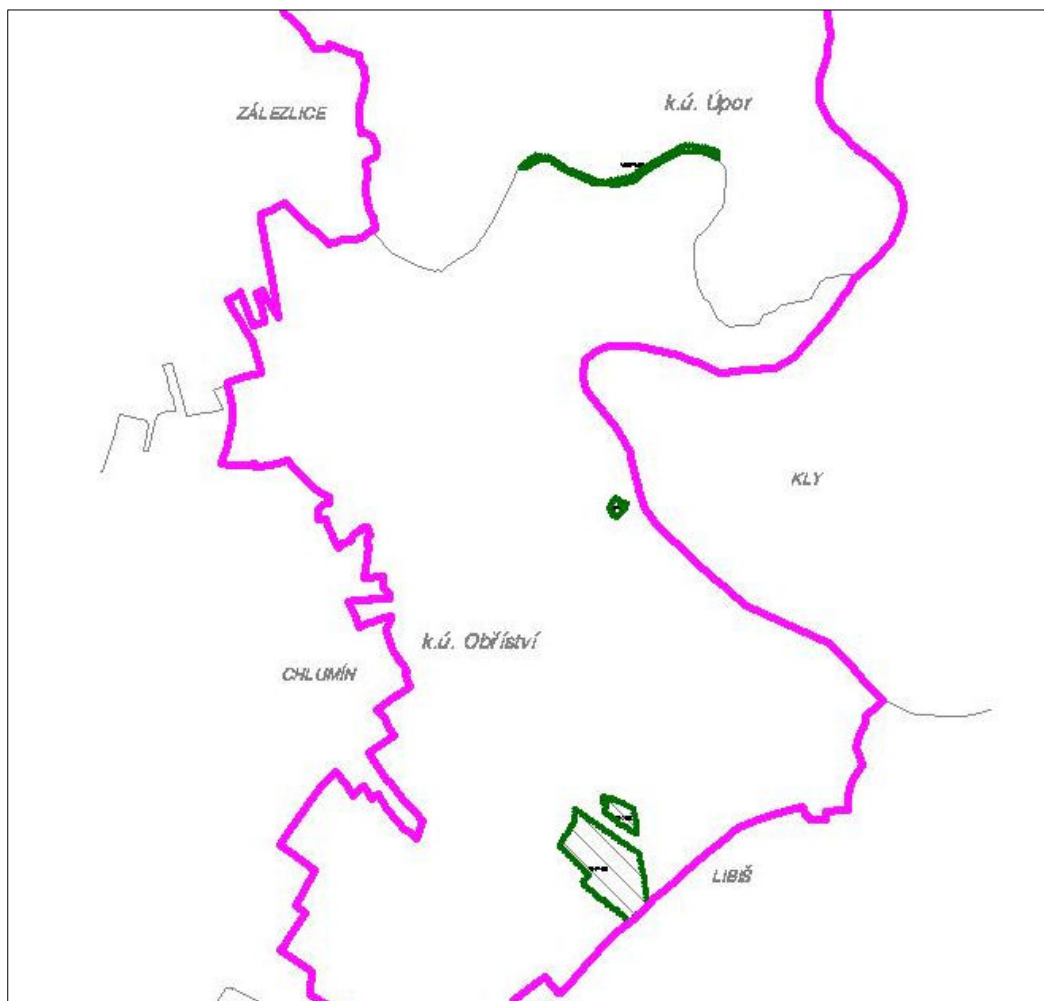 k.ú. Úpor
ZÁLEZLICE
KLY
k.ú. Obříství
CHLUMÍN
LIBIŠ